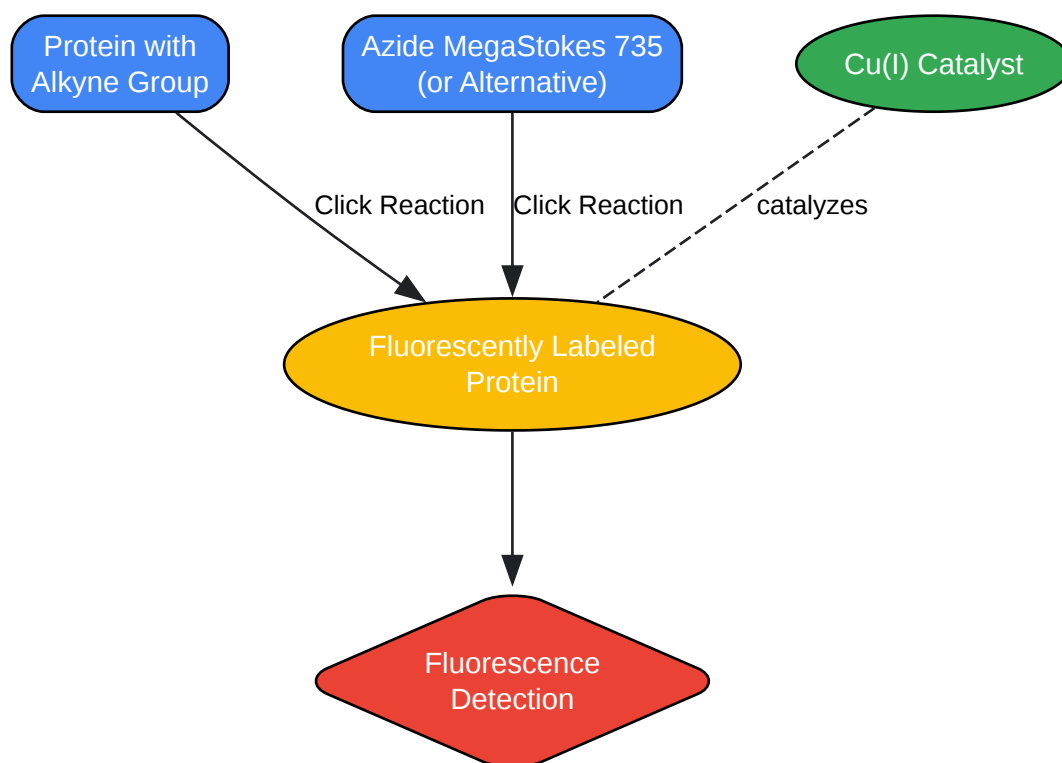 Protein with
Alkyne Group
Azide MegaStokes 735
(or Alternative)
Cu(I) Catalyst
Click Reaction
Click Reaction
catalyzes
Fluorescently Labeled
Protein
Fluorescence
Detection